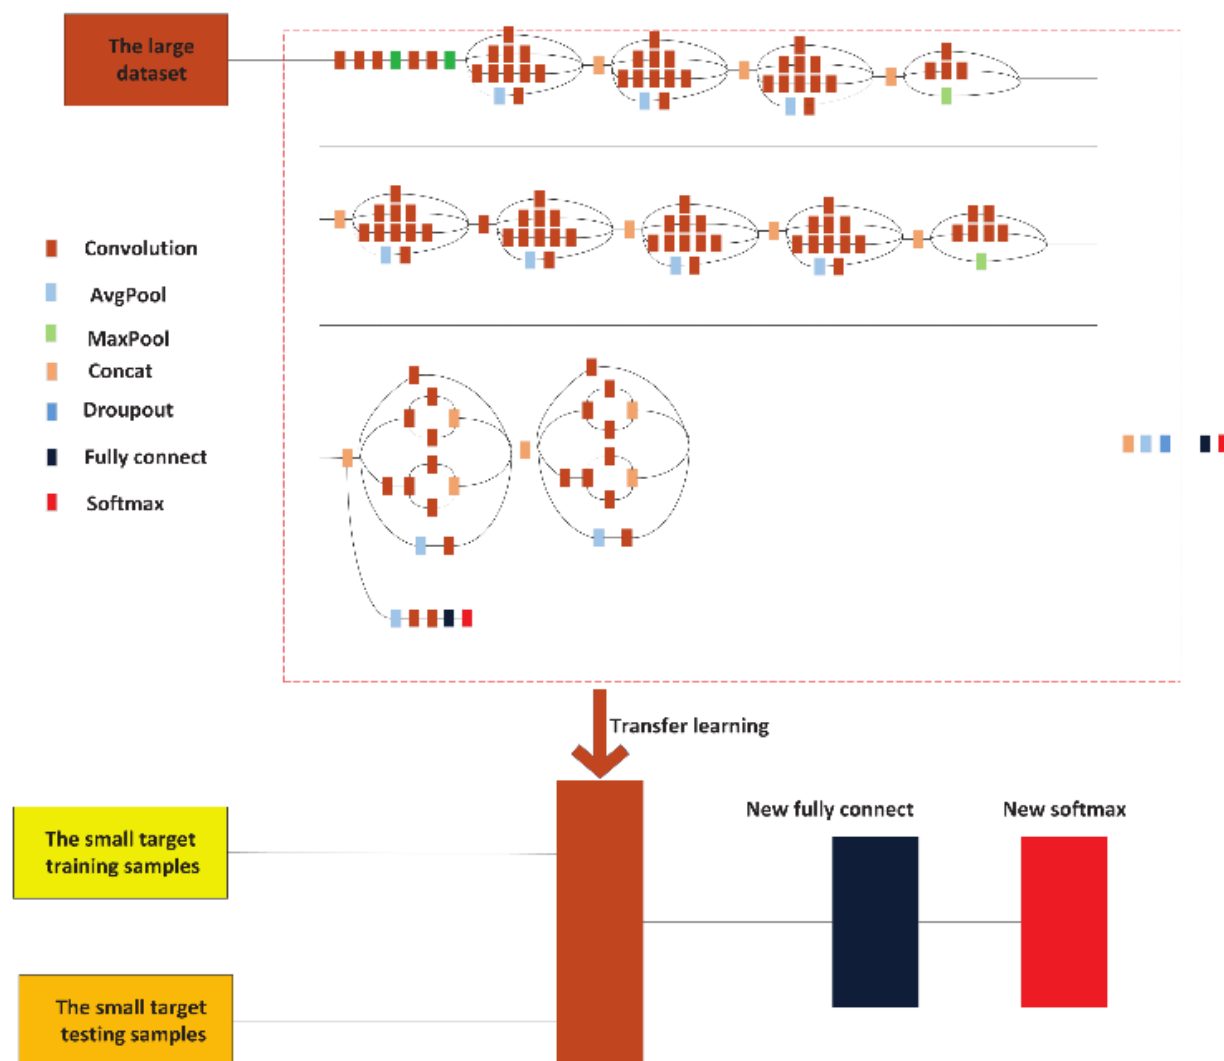 The large
dataset
Convolution
AvgPool
MaxPool
Concat
Droupout
Fully connect
Softmax
Transfer learning
The small target
training samples
New fully connect
New softmax
The small target
testing samples